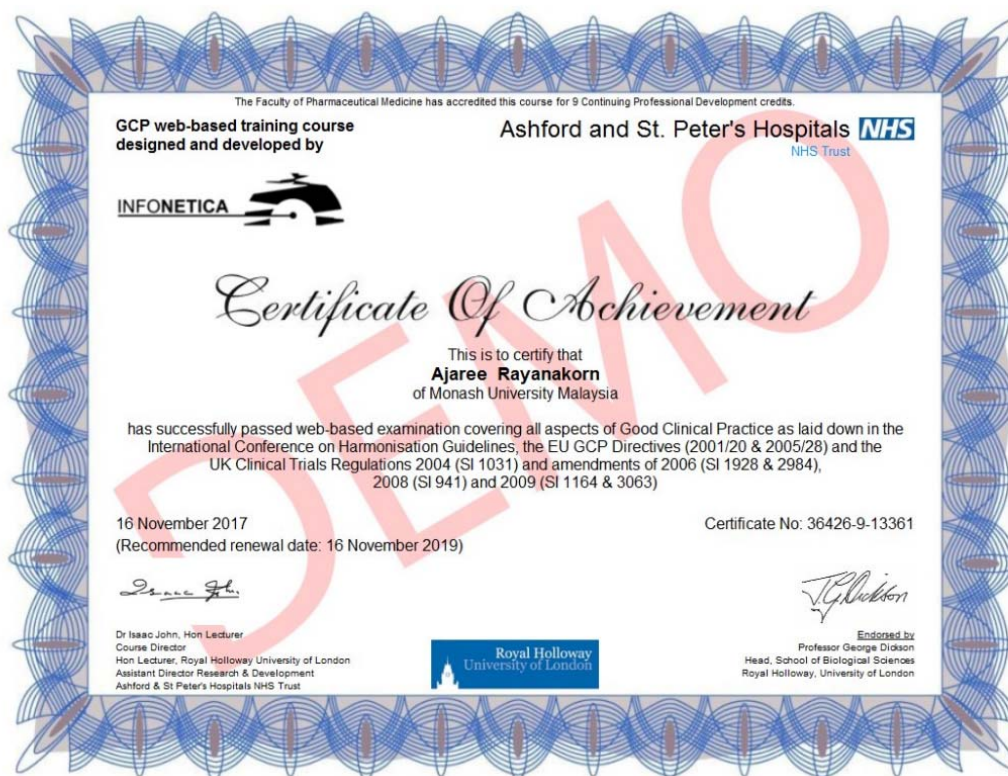 The Faculty of Pharmaceutical Medicine has accredited this course for 9 Continuing Professional Development credits.
GCP web-based training course
designed and developed by
Ashford and St. Peter's Hospitals NHS
NHS Trust
INFONETICA
DEMO
Certificate Of Achievement
This is to certify that
Ajaree Rayanakorn
of Monash University Malaysia
has successfully passed web-based examination covering all aspects of Good Clinical Practice as laid down in the
International Conference on Harmonisation Guidelines, the EU GCP Directives (2001/20 & 2005/28) and the
UK Clinical Trials Regulations 2004 (SI 1031) and amendments of 2006 (SI 1928 & 2984),
2008 (SI 941) and 2009 (SI 1164 & 3063)
16 November 2017
(Recommended renewal date: 16 November 2019)
Certificate No: 36426-9-13361
Isaac John
J.G. Dickson
Dr Isaac John, Hon Lecturer
Course Director
Hon Lecturer, Royal Holloway University of London
Assistant Director Research & Development
Ashford & St Peter's Hospitals NHS Trust
Royal Holloway
University of London
Endorsed by
Professor George Dickson
Head, School of Biological Sciences
Royal Holloway, University of London